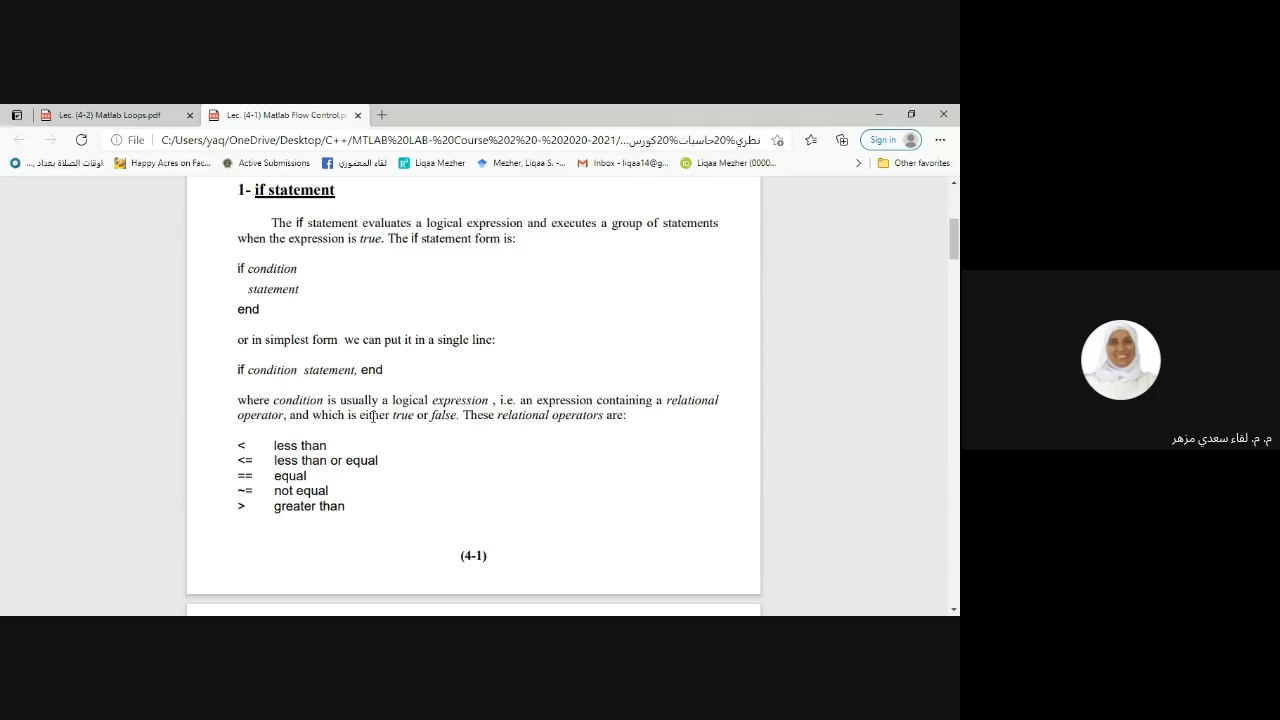 Lec. (4-2) Matlab Loops.pdf
Lec. (4-1) Matlab Flow Control.p
File
C:/Users/yaq/OneDrive/Desktop/C++/MTLAB%20LAB-%20Course%202%20-%202020-2021/نظري%20حاسبات%20كورس...
Sign in
اوقات الصلاة بغداد ,...
Happy Acres on Fac...
Active Submissions
لقاء المعموري
Liqaa Mezher
Mezher, Liqaa S. -...
Inbox - liqaa14@g...
Liqaa Mezher (0000...
Other favorites
1- if statement
The if statement evaluates a logical expression and executes a group of statements
when the expression is true. The if statement form is:
if condition
statement
end
or in simplest form we can put it in a single line:
if condition statement, end
where condition is usually a logical expression , i.e. an expression containing a relational
operator, and which is either true or false. These relational operators are:
< less than
<= less than or equal
== equal
~= not equal
> greater than
(4-1)
م. م. لقاء سعدي مزهر